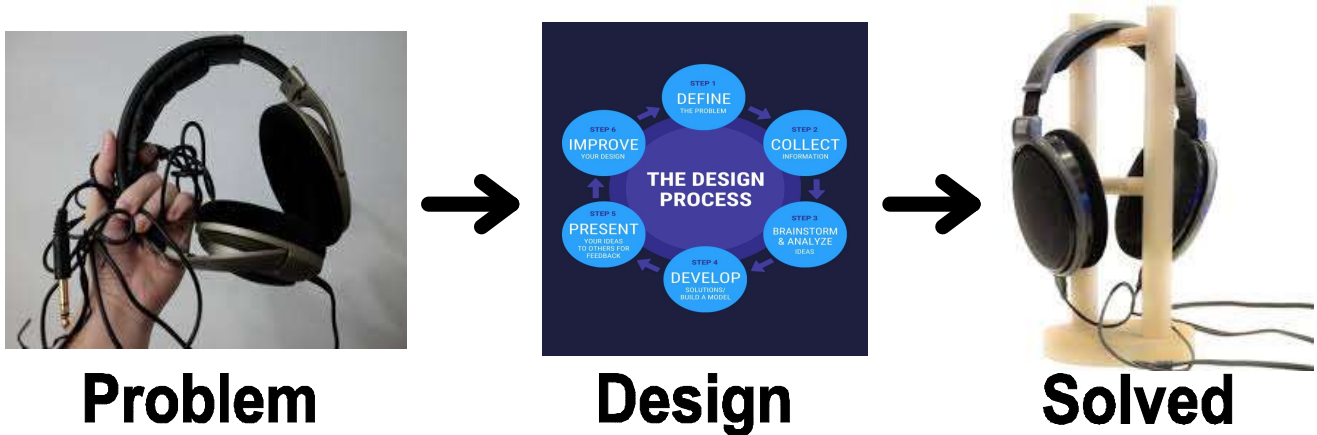 STEP 1
DEFINE
THE PROBLEM
STEP 2
COLLECT
INFORMATION
STEP 3
BRAINSTORM
& ANALYZE
IDEAS
STEP 4
DEVELOP
SOLUTIONS/
BUILD A MODEL
STEP 5
PRESENT
YOUR IDEAS
TO OTHERS FOR
FEEDBACK
STEP 6
IMPROVE
YOUR DESIGN
THE DESIGN
PROCESS
Problem
Design
Solved